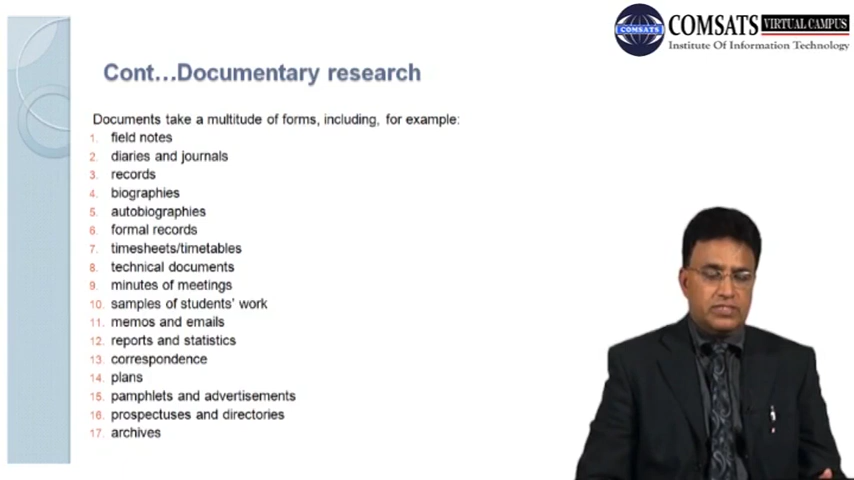 COMSATS VIRTUAL CAMPUS
COMSATS
Institute Of Information Technology
Cont...Documentary research
Documents take a multitude of forms, including, for example:
1. field notes
2. diaries and journals
3. records
4. biographies
5. autobiographies
6. formal records
7. timesheets/timetables
8. technical documents
9. minutes of meetings
10. samples of students' work
11. memos and emails
12. reports and statistics
13. correspondence
14. plans
15. pamphlets and advertisements
16. prospectuses and directories
17. archives